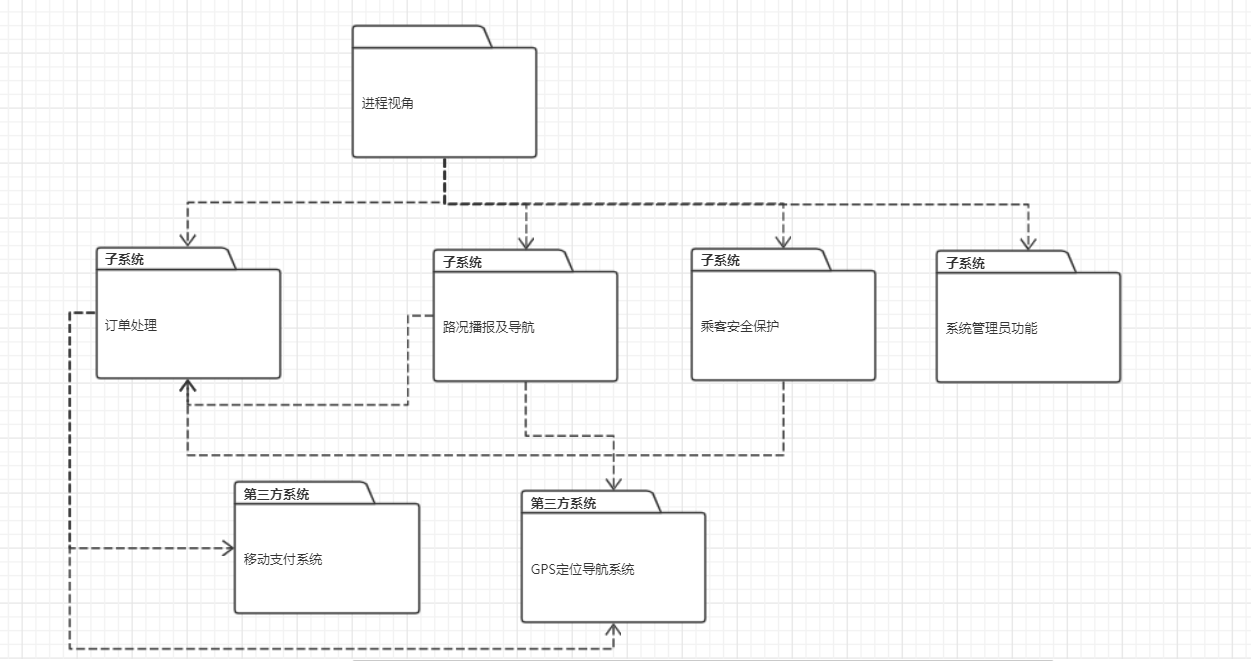 进程视角
子系统
订单处理
子系统
路况播报及导航
子系统
乘客安全保护
子系统
系统管理员功能
第三方系统
移动支付系统
第三方系统
GPS定位导航系统